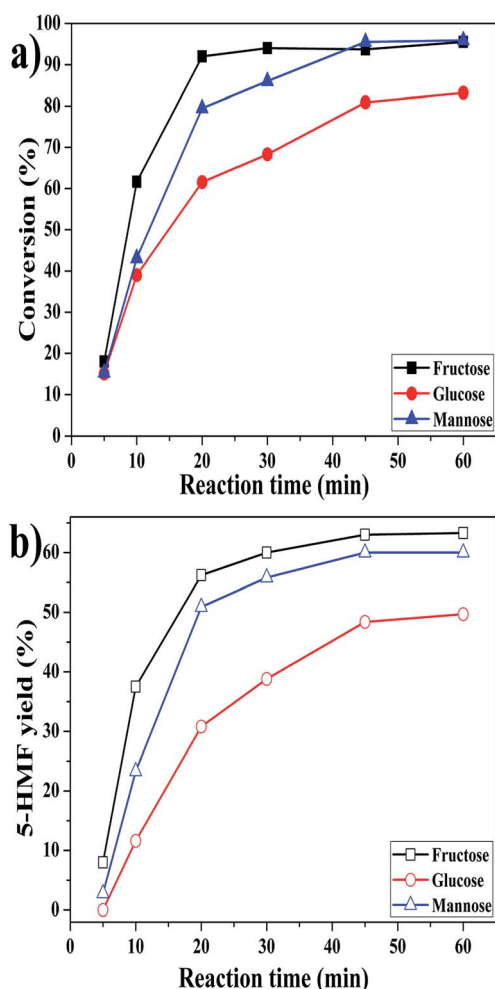 a)
100
90
80
70
60
50
40
30
20
10
0
Conversion (%)
Fructose
Glucose
Mannose
0 10 20 30 40 50 60
Reaction time (min)
b)
60
50
40
30
20
10
0
5-HMF yield (%)
Fructose
Glucose
Mannose
0 10 20 30 40 50 60
Reaction time (min)